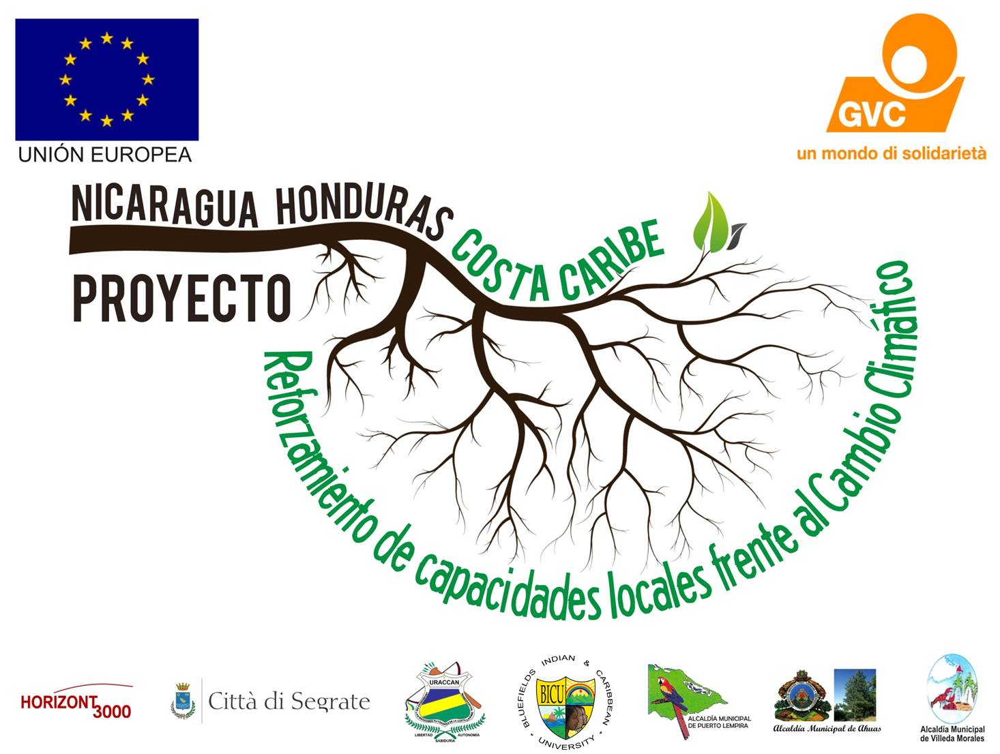 UNIÓN EUROPEA
GVC
un mondo di solidarietà
NICARAGUA HONDURAS COSTA CARIBE
PROYECTO
Reforzamiento de capacidades locales frente al Cambio Climático
HORIZONT3000
Città di Segrate
URACCAN
LIBERTAD SABIDURÍA AUTONOMÍA
BLUEFIELDS INDIAN & CARIBBEAN UNIVERSITY
BICU
ALCALDÍA MUNICIPAL
DE PUERTO LEMPIRA
Alcaldía Municipal de Ahuas
Alcaldía Municipal
de Villeda Morales